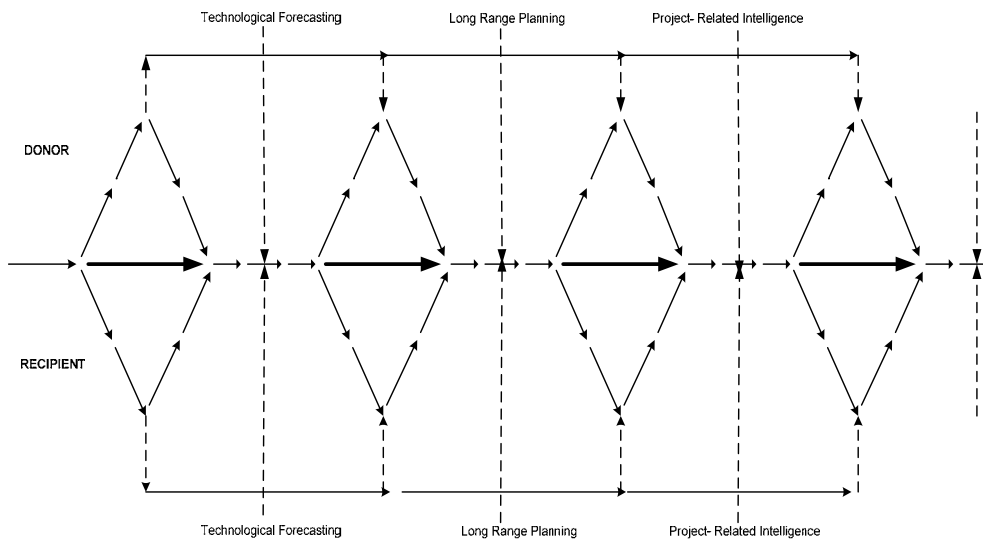 Technological Forecasting
Long Range Planning
Project- Related Intelligence
DONOR
RECIPIENT
Technological Forecasting
Long Range Planning
Project- Related Intelligence